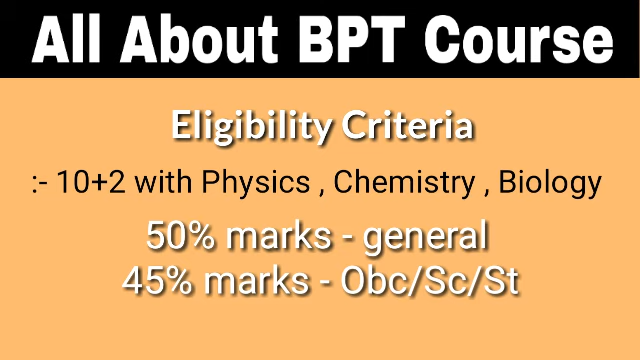 All About BPT Course
Eligibility Criteria
:- 10+2 with Physics , Chemistry , Biology
50% marks - general
45% marks - Obc/Sc/St